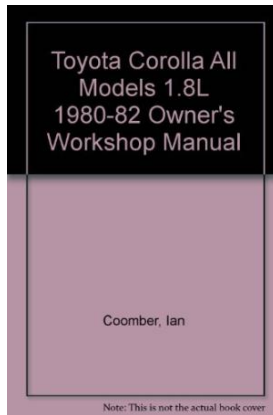 Toyota Corolla All
Models 1.8L
1980-82 Owner's
Workshop Manual
Coomber, Ian
Note: This is not the actual book cover